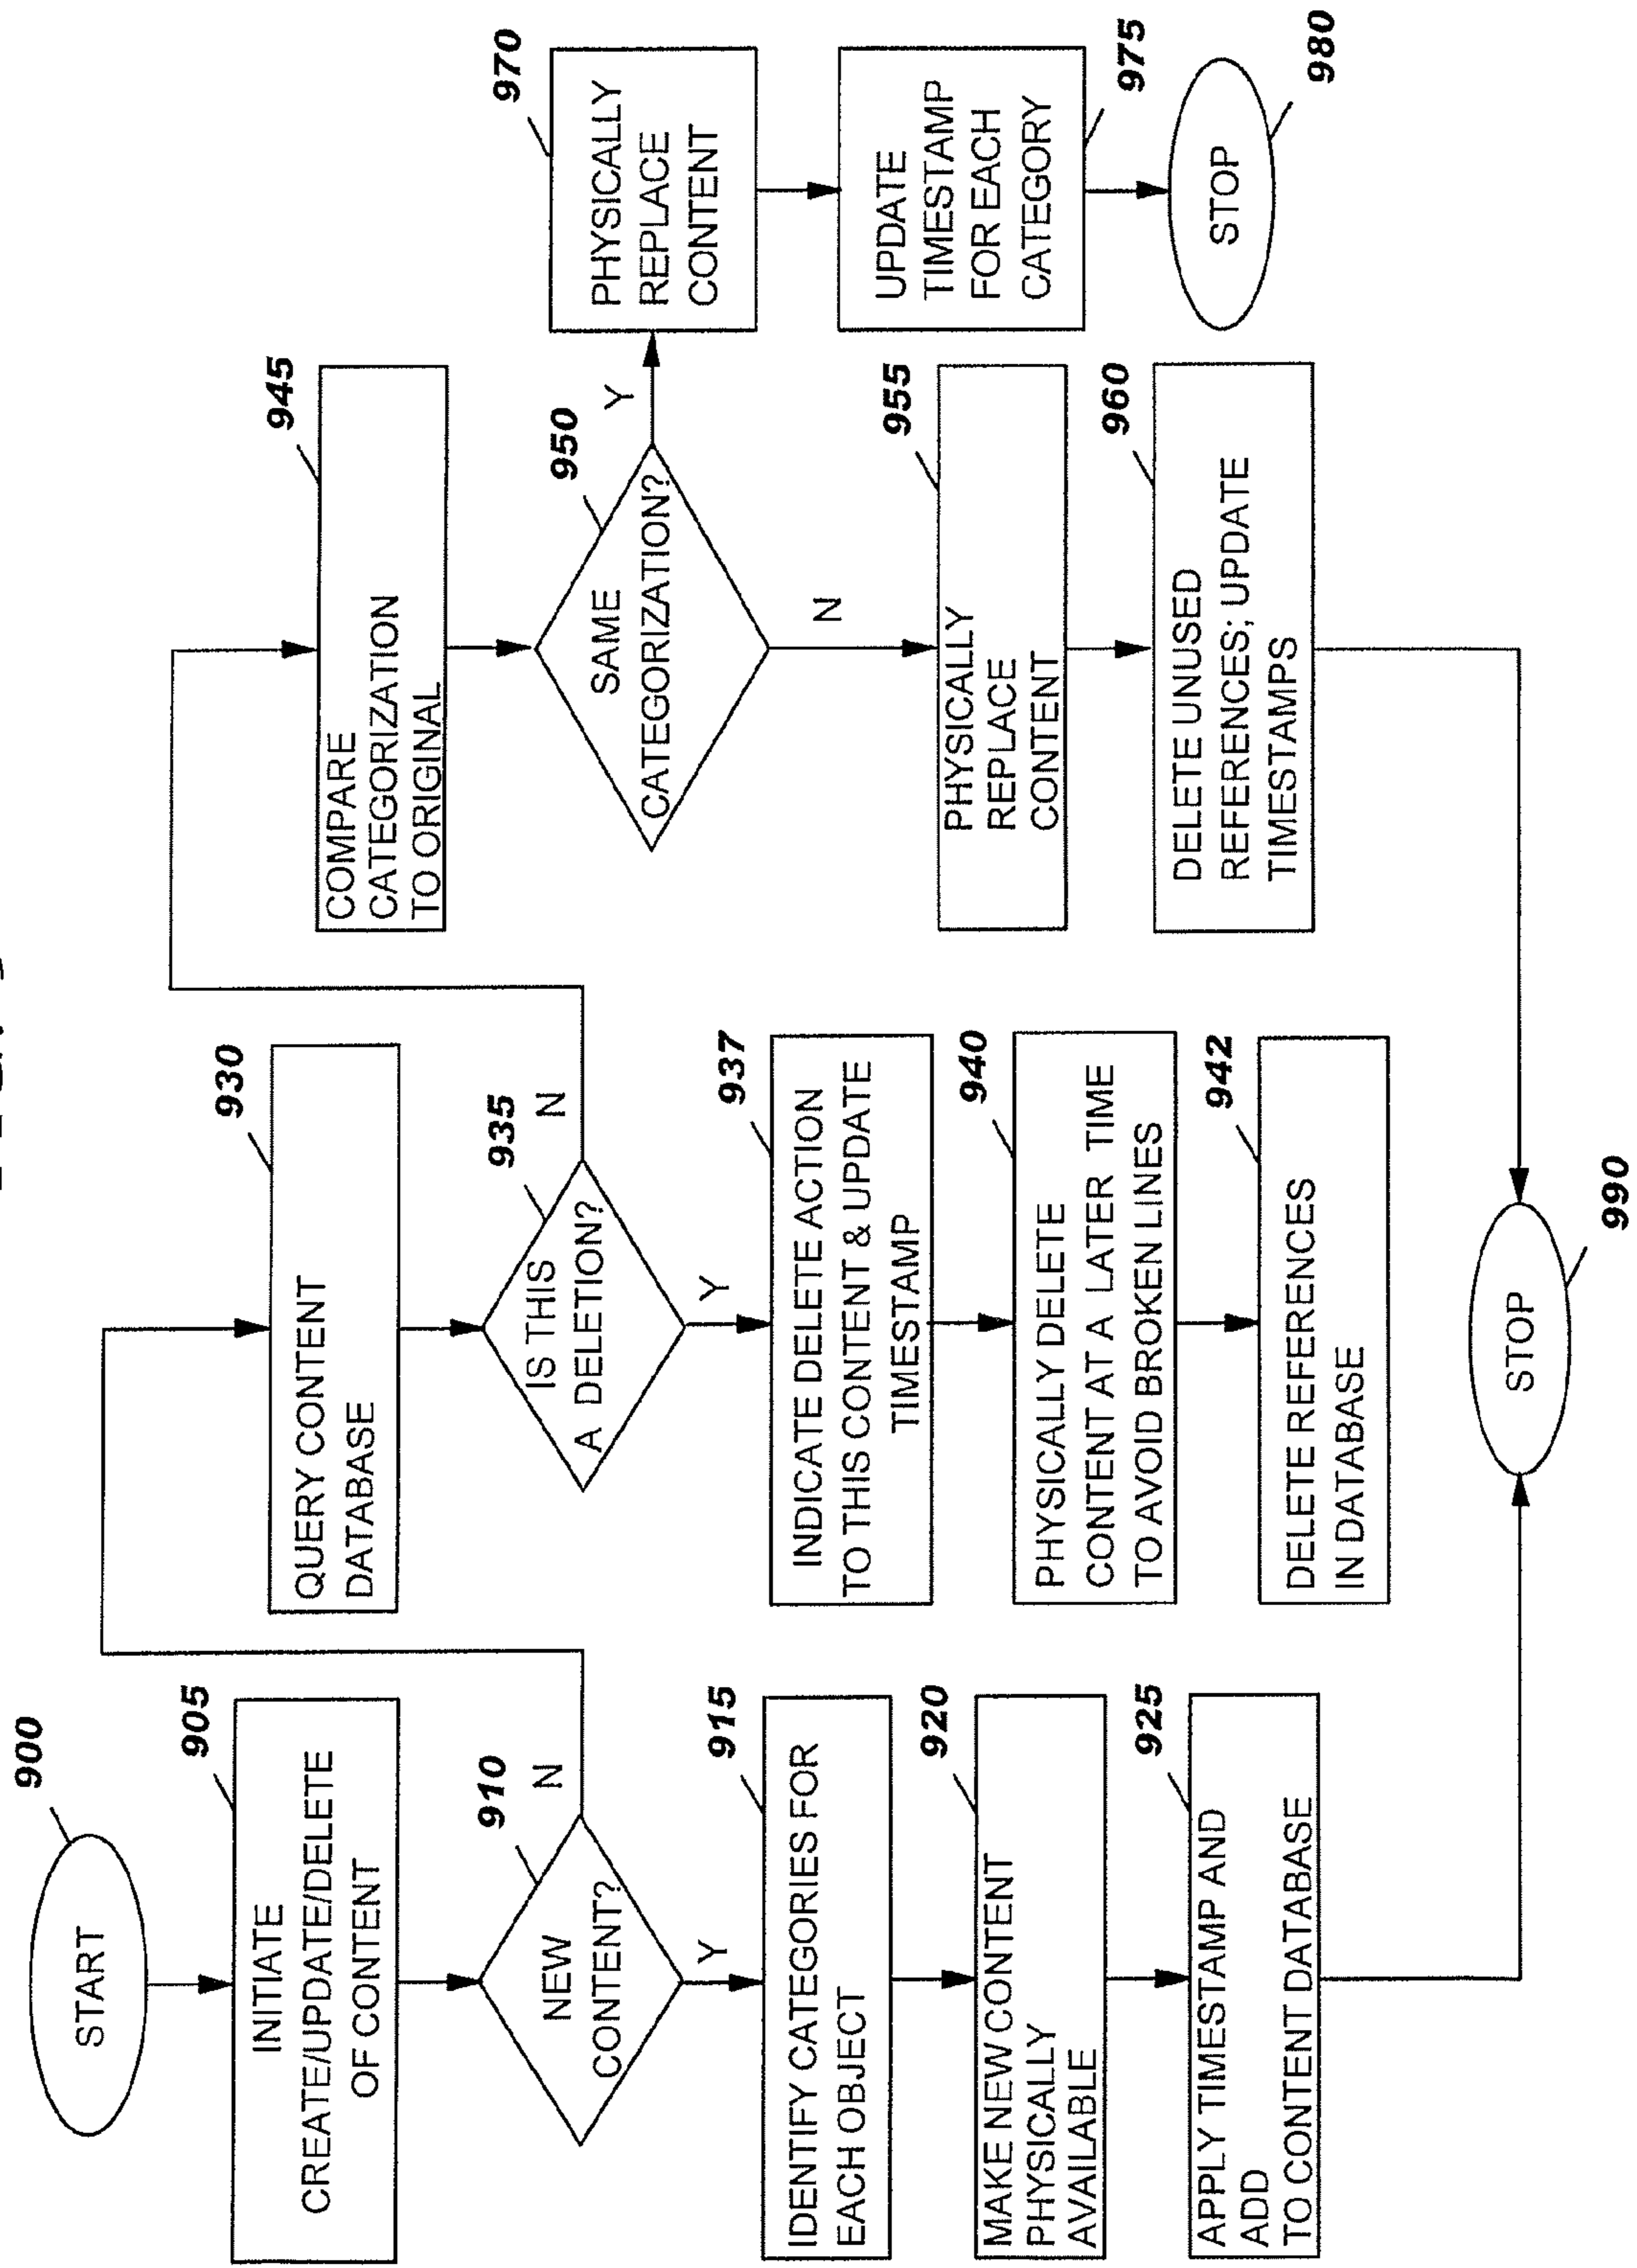 900
START
905
INITIATE
CREATE/UPDATE/DELETE
OF CONTENT
910
NEW
CONTENT?
N
Y
915
IDENTIFY CATEGORIES FOR
EACH OBJECT
920
MAKE NEW CONTENT
PHYSICALLY
AVAILABLE
925
APPLY TIMESTAMP AND
ADD
TO CONTENT DATABASE
930
QUERY CONTENT
DATABASE
935
IS THIS
A DELETION?
N
Y
937
INDICATE DELETE ACTION
TO THIS CONTENT & UPDATE
TIMESTAMP
940
PHYSICALLY DELETE
CONTENT AT A LATER TIME
TO AVOID BROKEN LINES
942
DELETE REFERENCES
IN DATABASE
STOP
990
945
COMPARE
CATEGORIZATION
TO ORIGINAL
950
SAME
CATEGORIZATION?
Y
N
955
PHYSICALLY
REPLACE
CONTENT
960
DELETE UNUSED
REFERENCES; UPDATE
TIMESTAMPS
970
PHYSICALLY
REPLACE
CONTENT
975
UPDATE
TIMESTAMP
FOR EACH
CATEGORY
STOP
980